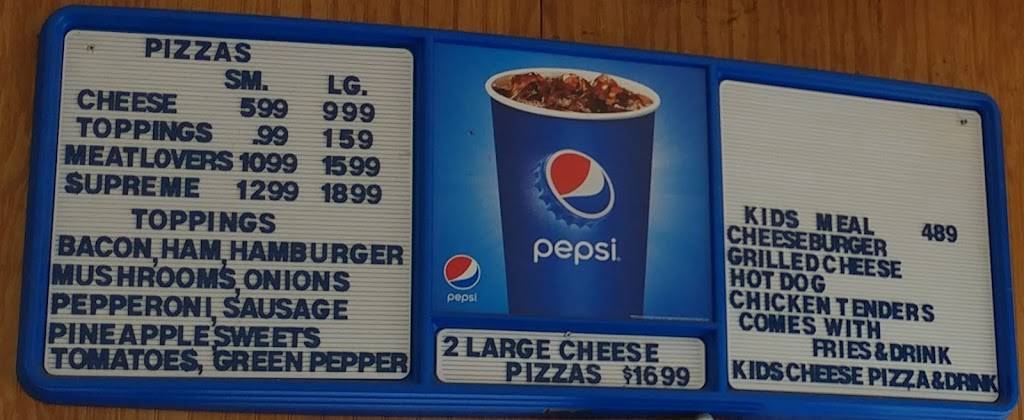 PIZZAS
SM. LG.
CHEESE 599 999
TOPPINGS .99 159
MEATLOVERS 1099 1599
SUPREME 1299 1899
TOPPINGS
BACON, HAM, HAMBURGER
MUSHROOMS, ONIONS
PEPPERONI, SAUSAGE
PINEAPPLE, SWEETS
TOMATOES, GREEN PEPPER
pepsi
pepsi
2 LARGE CHEESE
PIZZAS $1699
KIDS MEAL 489
CHEESEBURGER
GRILLED CHEESE
HOT DOG
CHICKEN TENDERS
COMES WITH
FRIES & DRINK
KIDS CHEESE PIZZA & DRINK